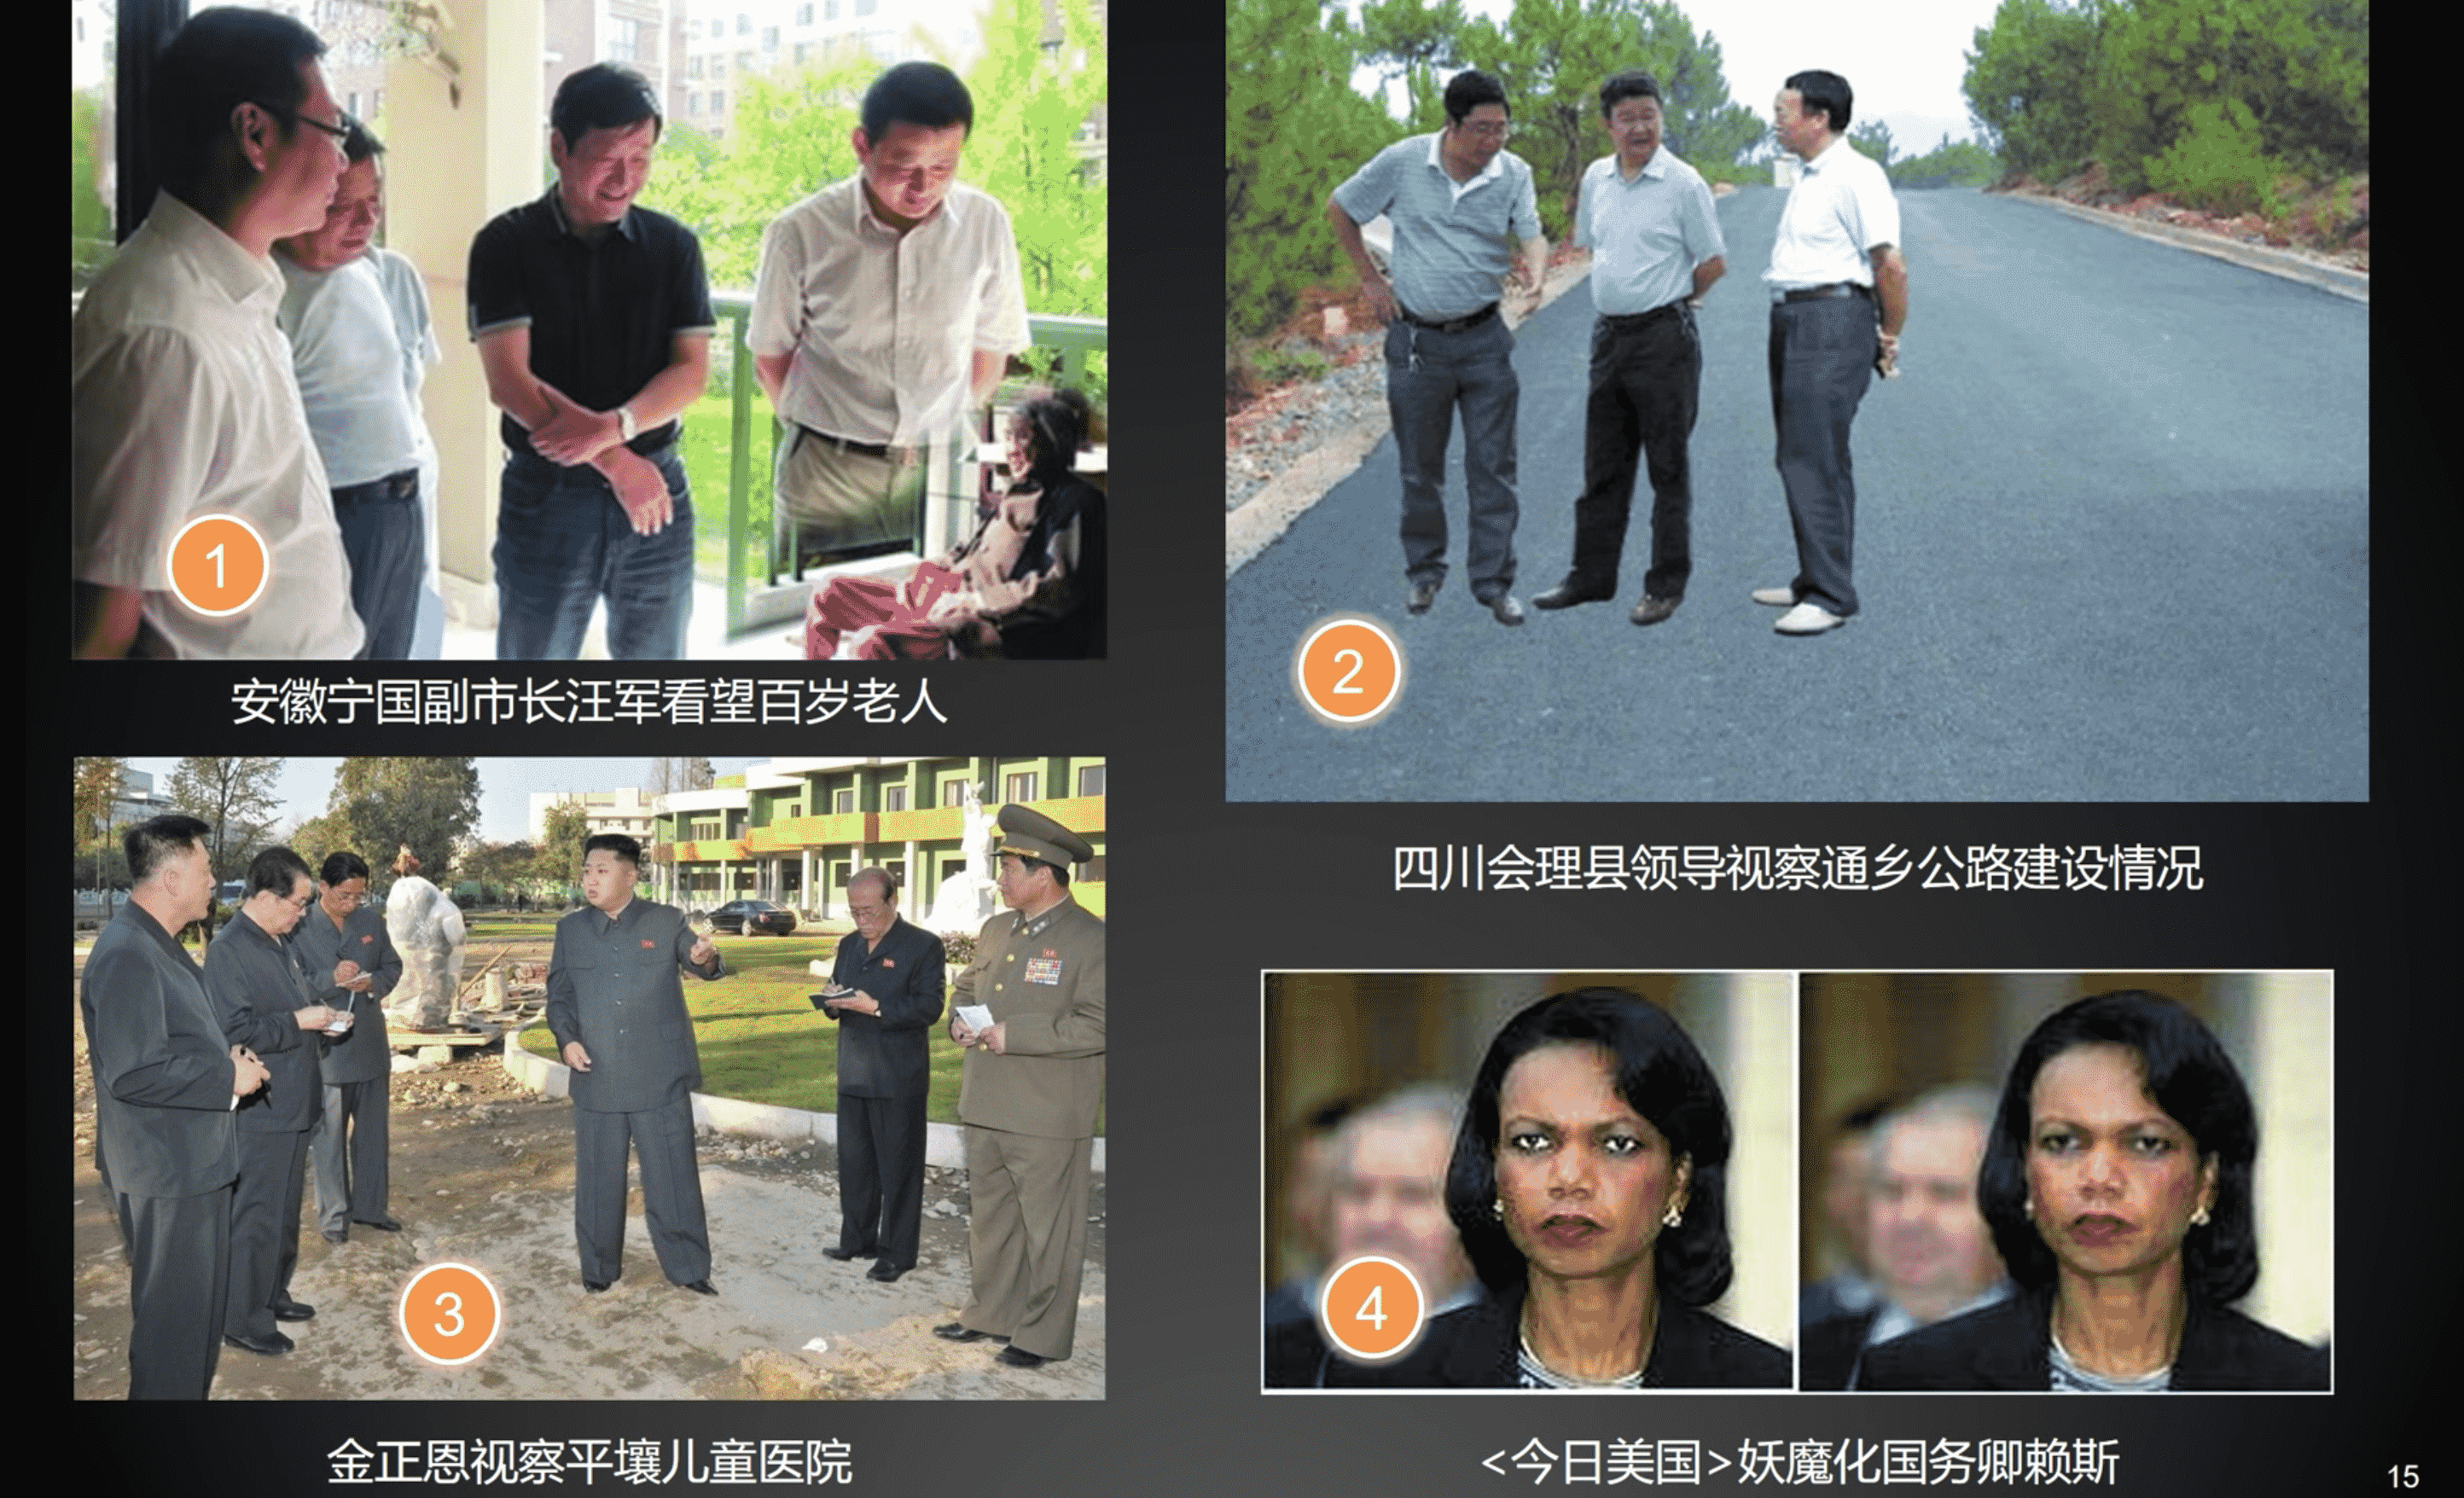 1
安徽宁国副市长汪军看望百岁老人
2
四川会理县领导视察通乡公路建设情况
3
金正恩视察平壤儿童医院
4
<今日美国>妖魔化国务卿赖斯
15